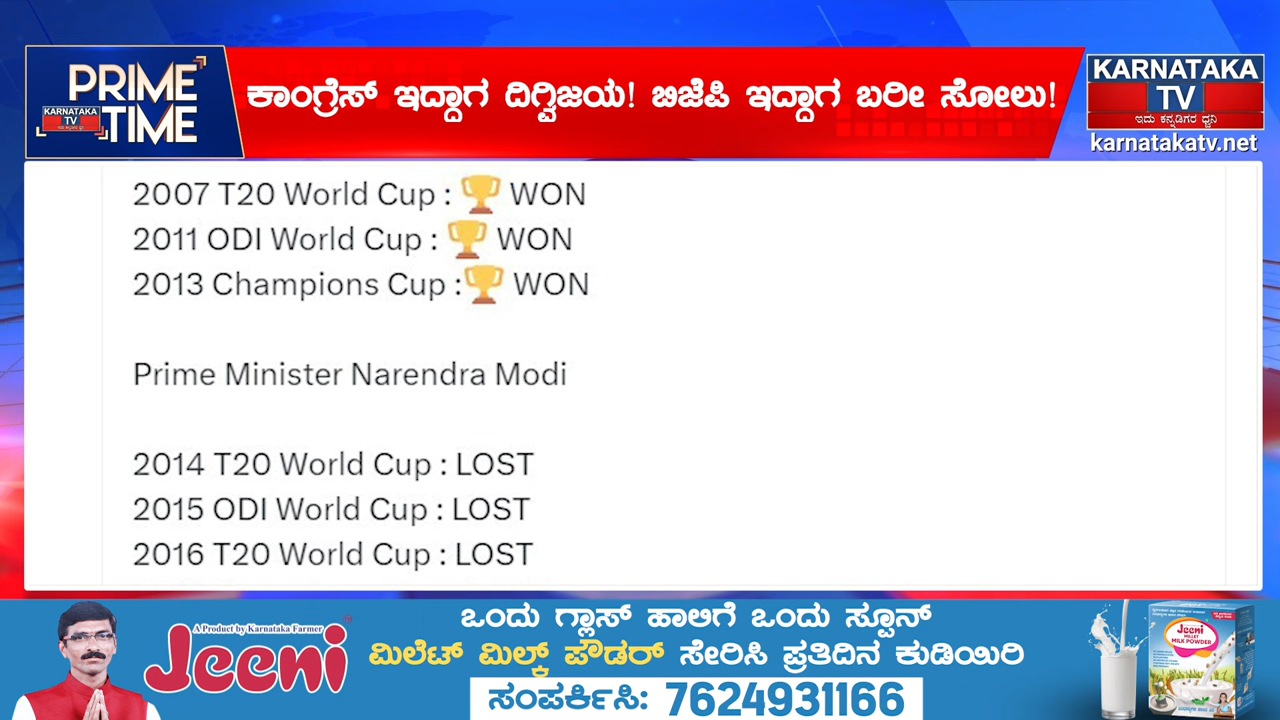 PRIME
KARNATAKA
TV
TIME
ಕಾಂಗ್ರೆಸ್ ಇದ್ದಾಗ ದಿಗ್ವಿಜಯ! ಬಿಜೆಪಿ ಇದ್ದಾಗ ಬರೀ ಸೋಲು!
KARNATAKA
TV
ಇದು ಕನ್ನಡಿಗರ ಧ್ವನಿ
karnatakatv.net
2007 T20 World Cup : 🏆 WON
2011 ODI World Cup : 🏆 WON
2013 Champions Cup :🏆 WON
Prime Minister Narendra Modi
2014 T20 World Cup : LOST
2015 ODI World Cup : LOST
2016 T20 World Cup : LOST
A Product by Karnataka Farmer
Jeeni
ಒಂದು ಗ್ಲಾಸ್ ಹಾಲಿಗೆ ಒಂದು ಸ್ಪೂನ್
ಮಿಲೆಟ್ ಮಿಲ್ಕ್ ಪೌಡರ್ ಸೇರಿಸಿ ಪ್ರತಿದಿನ ಕುಡಿಯಿರಿ
ಸಂಪರ್ಕಿಸಿ: 7624931166
Jeeni
MILLET
MILK POWDER